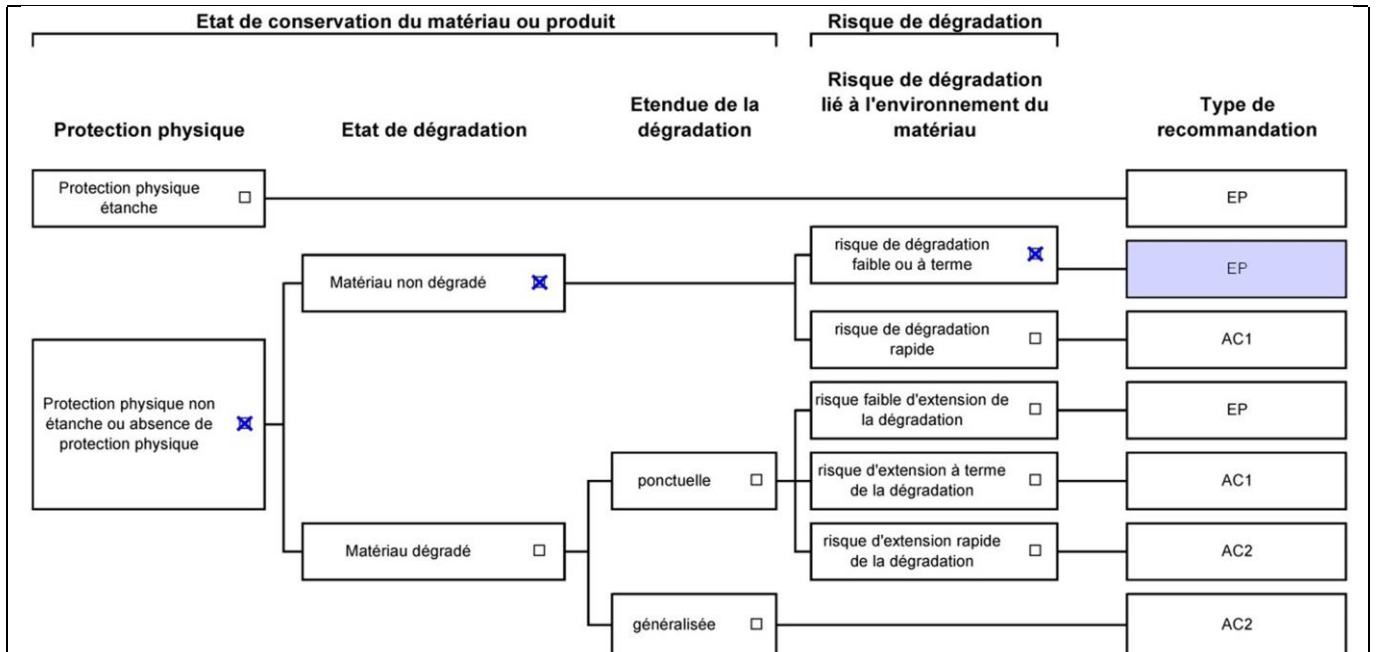 Etat de conservation du matériau ou produit
Risque de dégradation
Protection physique
Etat de dégradation
Etendue de la
dégradation
Risque de dégradation
lié à l'environnement du
matériau
Type de
recommandation
Protection physique
étanche
EP
risque de dégradation
faible ou à terme
EP
Matériau non dégradé
risque de dégradation
rapide
AC1
Protection physique non
étanche ou absence de
protection physique
risque faible d'extension de
la dégradation
EP
ponctuelle
risque d'extension à terme
de la dégradation
AC1
Matériau dégradé
risque d'extension rapide
de la dégradation
AC2
généralisée
AC2